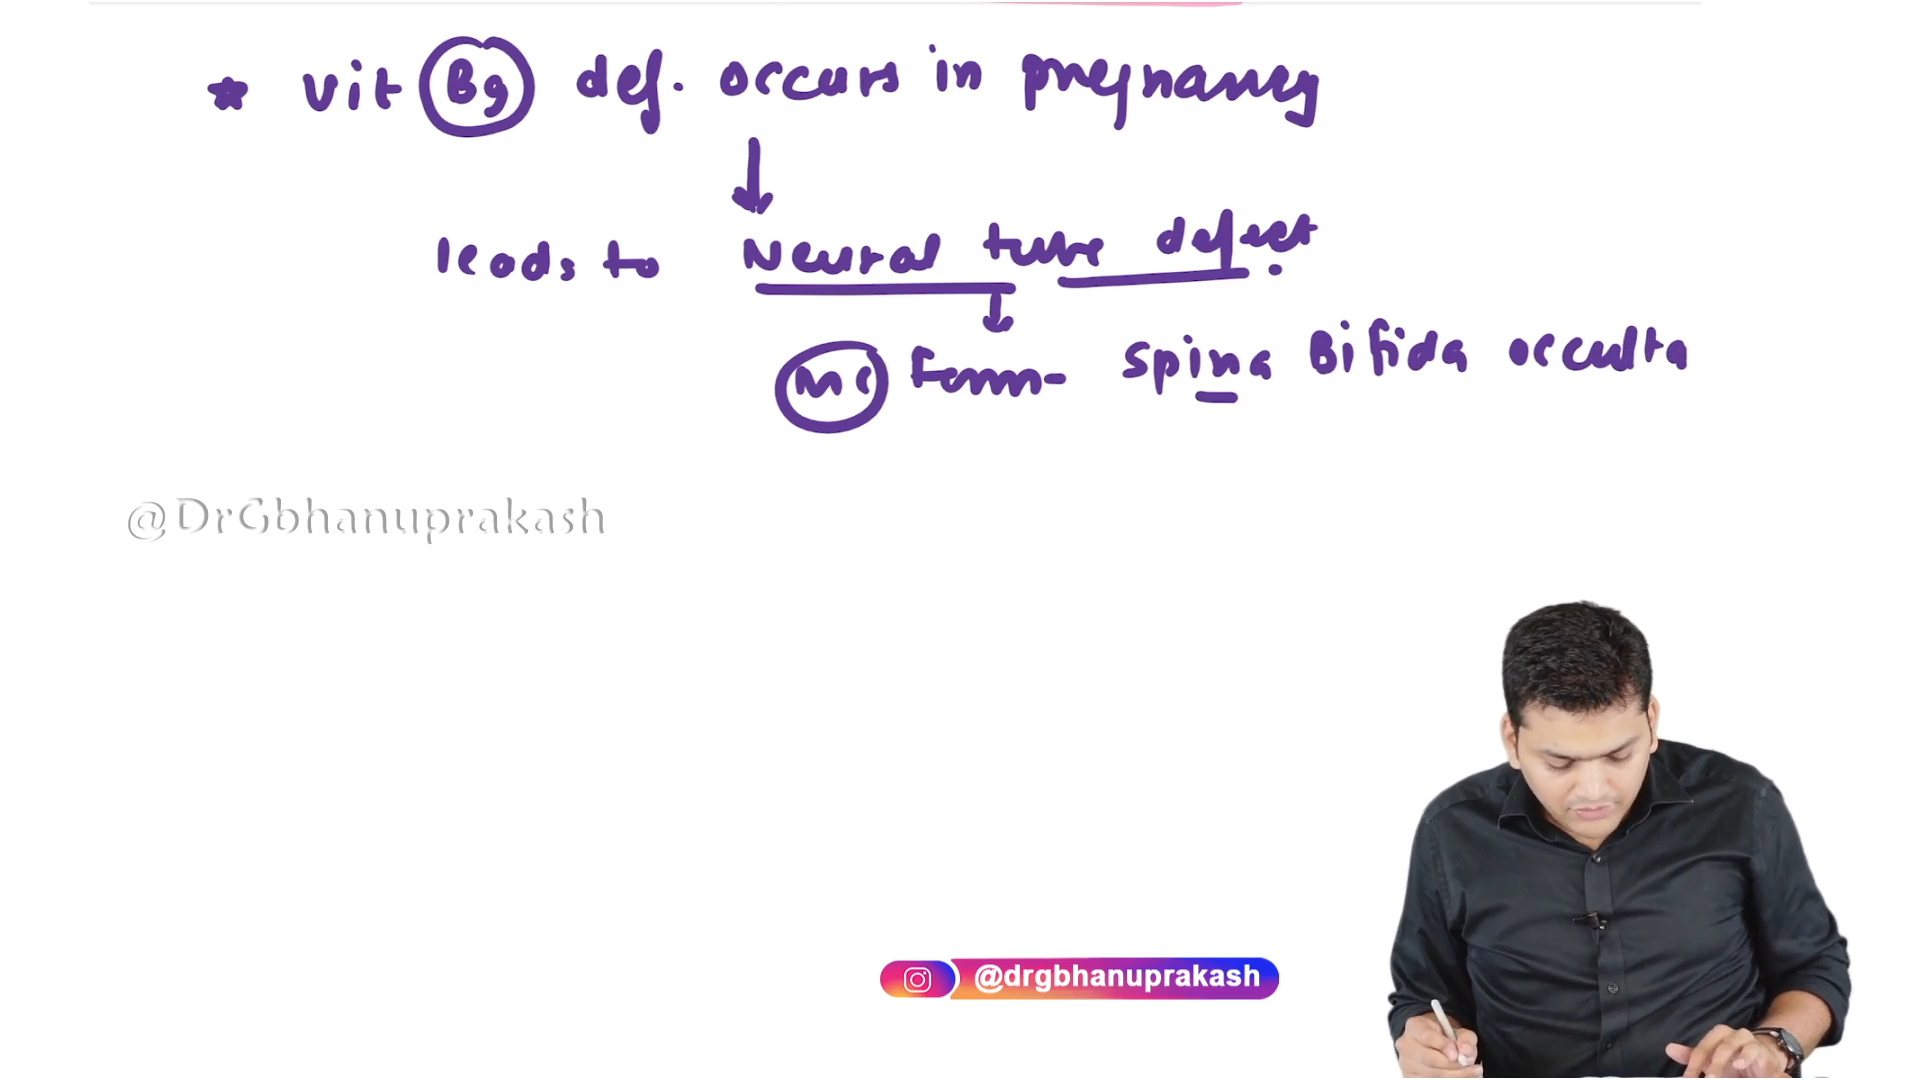 * Vit B9 def. occurs in pregnancy
leads to Neural tube defect
MC Form- Spina Bifida occulta
@DrGbhanuprakash
@drgbhanuprakash